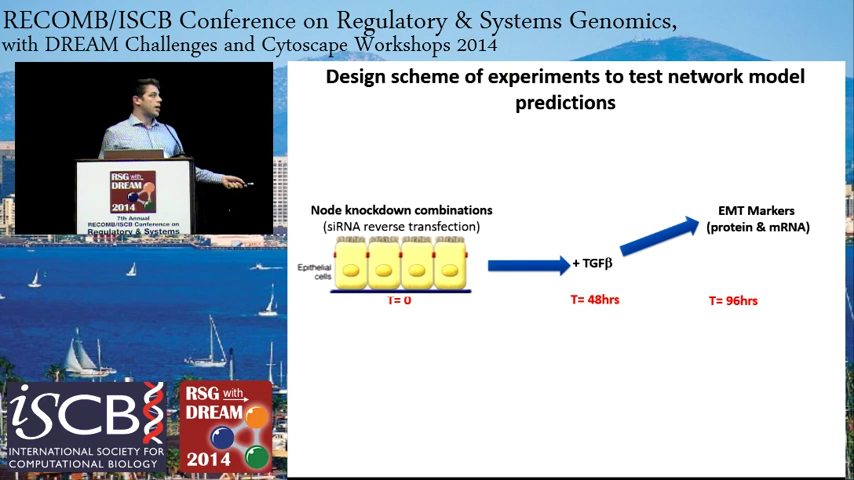 RECOMB/ISCB Conference on Regulatory & Systems Genomics,
with DREAM Challenges and Cytoscape Workshops 2014
RSG with
DREAM
2014
7th Annual
RECOMB/ISCB Conference on
Regulatory & Systems
Design scheme of experiments to test network model
predictions
Node knockdown combinations
(siRNA reverse transfection)
Epithelial
cells
T= 0
+ TGFβ
T= 48hrs
EMT Markers
(protein & mRNA)
T= 96hrs
iSCB
INTERNATIONAL SOCIETY FOR
COMPUTATIONAL BIOLOGY
RSG with
DREAM
2014